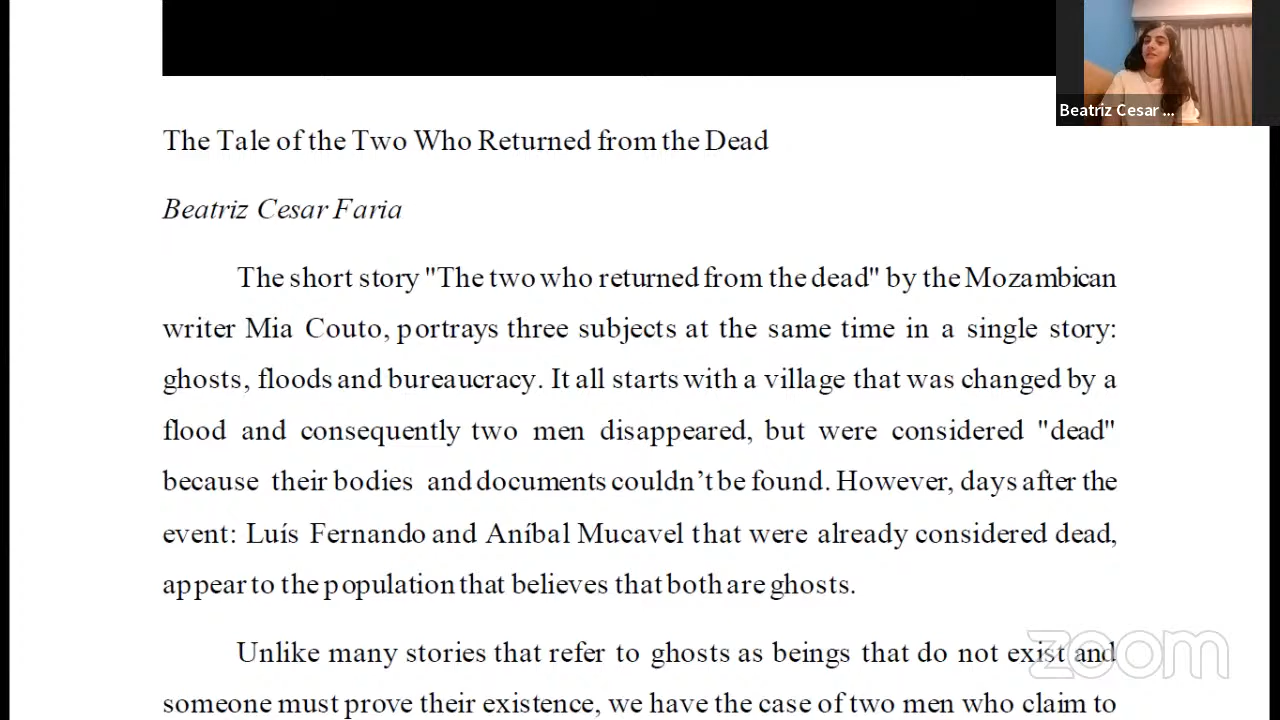 Beatriz Cesar ...
The Tale of the Two Who Returned from the Dead
Beatriz Cesar Faria
The short story "The two who returned from the dead" by the Mozambican
writer Mia Couto, portrays three subjects at the same time in a single story:
ghosts, floods and bureaucracy. It all starts with a village that was changed by a
flood and consequently two men disappeared, but were considered "dead"
because their bodies and documents couldn't be found. However, days after the
event: Luís Fernando and Aníbal Mucavel that were already considered dead,
appear to the population that believes that both are ghosts.
Unlike many stories that refer to ghosts as beings that do not exist and
someone must prove their existence, we have the case of two men who claim to
zoom